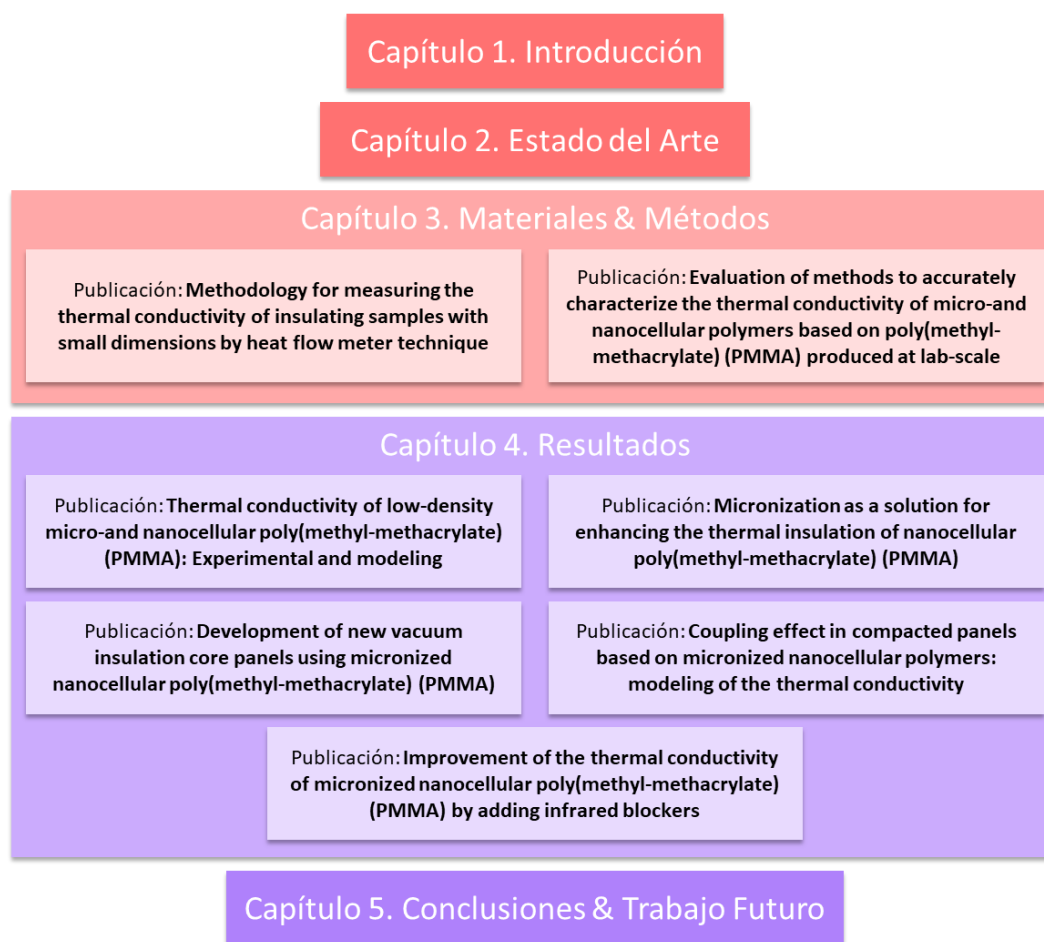 Capítulo 1. Introducción
Capítulo 2. Estado del Arte
Capítulo 3. Materiales & Métodos
Publicación: Methodology for measuring the
thermal conductivity of insulating samples with
small dimensions by heat flow meter technique
Publicación: Evaluation of methods to accurately
characterize the thermal conductivity of micro-and
nanocellular polymers based on poly(methyl-
methacrylate) (PMMA) produced at lab-scale
Capítulo 4. Resultados
Publicación: Thermal conductivity of low-density
micro-and nanocellular poly(methyl-methacrylate)
(PMMA): Experimental and modeling
Publicación: Micronization as a solution for
enhancing the thermal insulation of nanocellular
poly(methyl-methacrylate) (PMMA)
Publicación: Development of new vacuum
insulation core panels using micronized
nanocellular poly(methyl-methacrylate) (PMMA)
Publicación: Coupling effect in compacted panels
based on micronized nanocellular polymers:
modeling of the thermal conductivity
Publicación: Improvement of the thermal conductivity
of micronized nanocellular poly(methyl-methacrylate)
(PMMA) by adding infrared blockers
Capítulo 5. Conclusiones & Trabajo Futuro